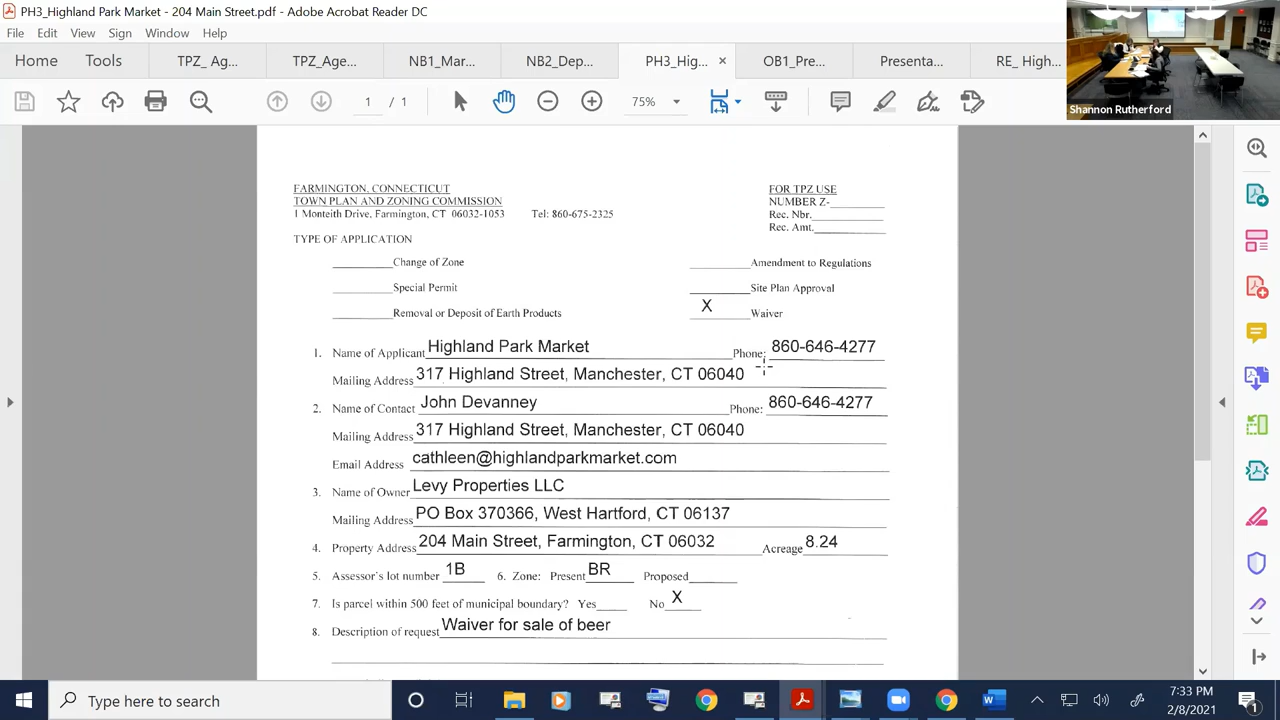 PH3_Highland Park Market - 204 Main Street.pdf - Adobe Acrobat Reader DC
File Edit View Sign Window Help
Home Tools TPZ_ Ag... TPZ_Age... NB1_Mar... NB2_Dep... PH3_Hig... × OB1_Pre... Presenta... RE_ High...
1 / 1 75%
Shannon Rutherford
FARMINGTON, CONNECTICUT
TOWN PLAN AND ZONING COMMISSION
1 Monteith Drive, Farmington, CT 06032-1053 Tel: 860-675-2325
FOR TPZ USE
NUMBER Z-
Rec. Nbr.
Rec. Amt.
TYPE OF APPLICATION
Change of Zone Amendment to Regulations
Special Permit Site Plan Approval
Removal or Deposit of Earth Products X Waiver
1. Name of Applicant Highland Park Market Phone: 860-646-4277
Mailing Address 317 Highland Street, Manchester, CT 06040
2. Name of Contact John Devanney Phone: 860-646-4277
Mailing Address 317 Highland Street, Manchester, CT 06040
Email Address cathleen@highlandparkmarket.com
3. Name of Owner Levy Properties LLC
Mailing Address PO Box 370366, West Hartford, CT 06137
4. Property Address 204 Main Street, Farmington, CT 06032 Acreage 8.24
5. Assessor's lot number 1B 6. Zone: Present BR Proposed
7. Is parcel within 500 feet of municipal boundary? Yes No X
8. Description of request Waiver for sale of beer
Type here to search
7:33 PM
2/8/2021